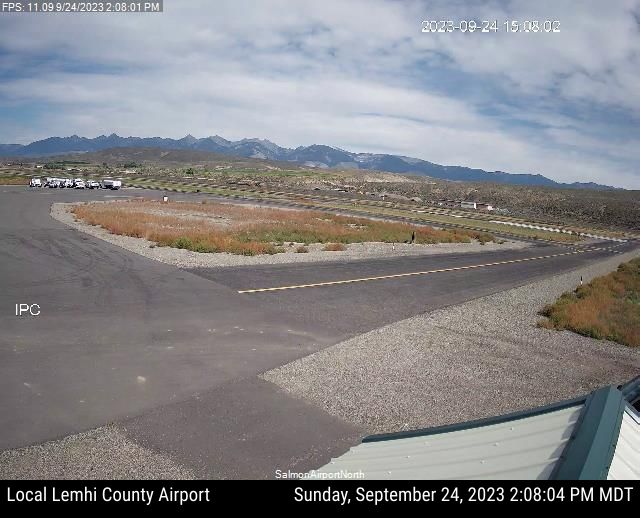 FPS: 11.09 9/24/2023 2:08:01 PM
2023-09-24 15:08:02
IPC
SalmonAirportNorth
Local Lemhi County Airport
Sunday, September 24, 2023 2:08:04 PM MDT